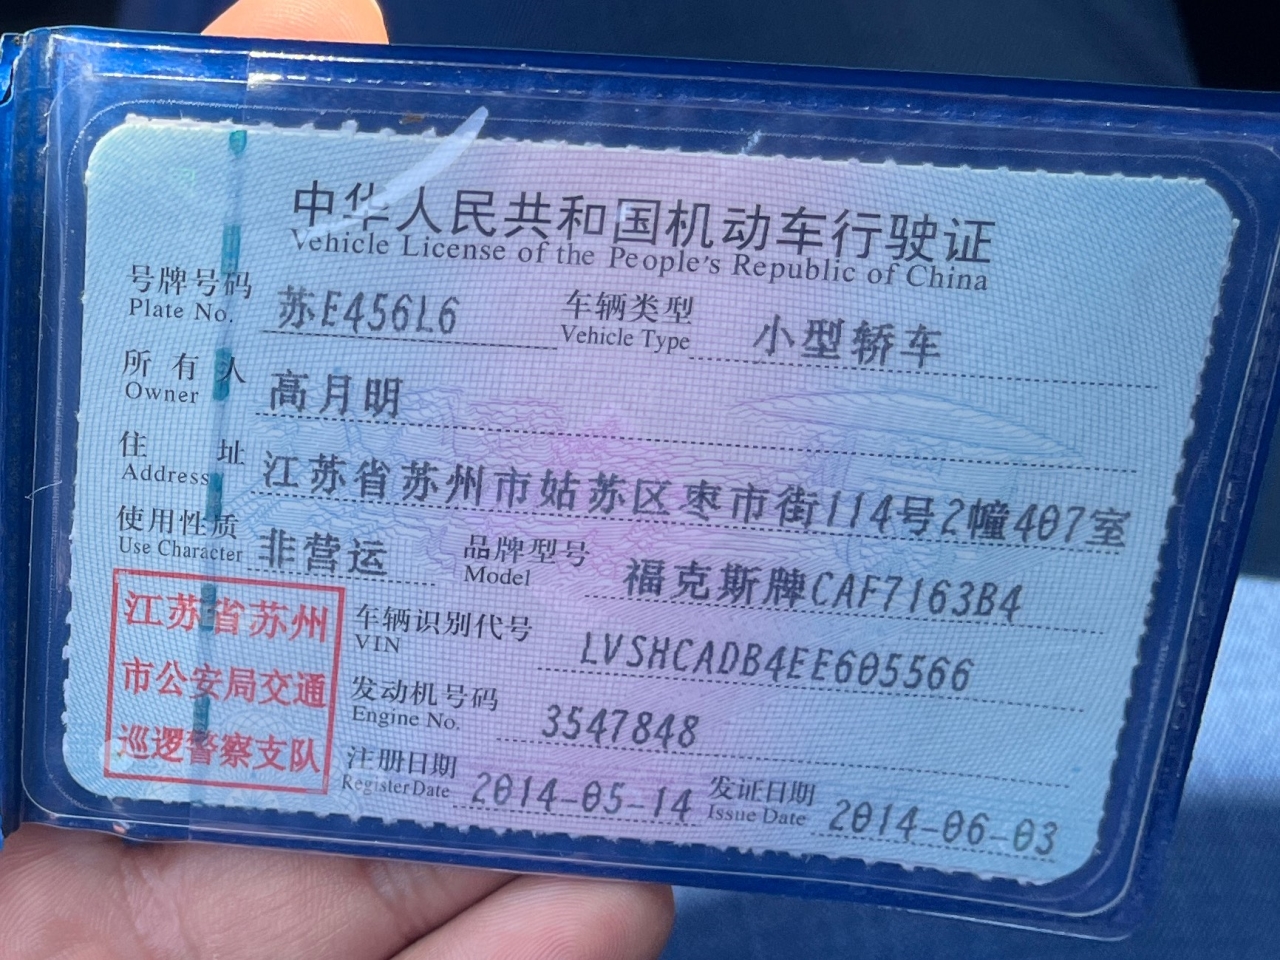 中华人民共和国机动车行驶证
Vehicle License of the People's Republic of China
号牌号码 苏E456L6 车辆类型 小型轿车
Plate No. Vehicle Type
所有人 高月明
Owner
住址 江苏省苏州市姑苏区枣市街114号2幢407室
Address
使用性质 非营运 品牌型号 福克斯牌CAF7163B4
Use Character Model
江苏省苏州
市公安局交通
巡逻警察支队
车辆识别代号 LVSHCADB4EE605566
VIN
发动机号码 3547848
Engine No.
注册日期 2014-05-14 发证日期 2014-06-03
Register Date Issue Date